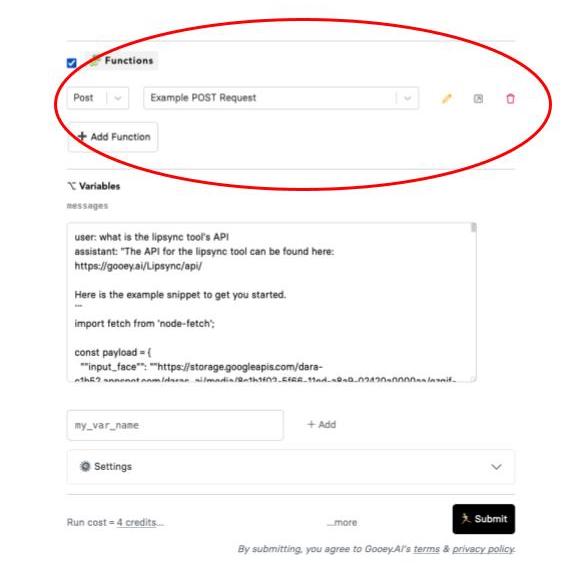 Functions
Post
Example POST Request
+ Add Function
Variables
messages
user: what is the lipsync tool's API
assistant: "The API for the lipsync tool can be found here:
https://gooey.ai/Lipsync/api/
Here is the example snippet to get you started.
```
import fetch from 'node-fetch';
const payload = {
""input_face"": ""https://storage.googleapis.com/dara-
my_var_name
+ Add
Settings
Run cost = 4 credits...
...more
Submit
By submitting, you agree to Gooey.AI's terms & privacy policy.